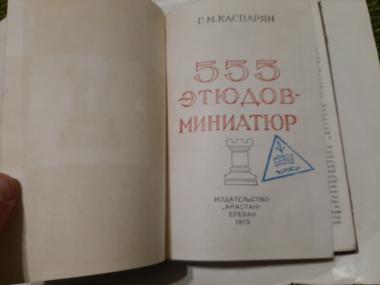 Г. М. КАСПАРЯН
555
ЭТЮДОВ-
МИНИАТЮР
ИЗДАТЕЛЬСТВО
„АЙАСТАН“
ЕРЕВАН
1975